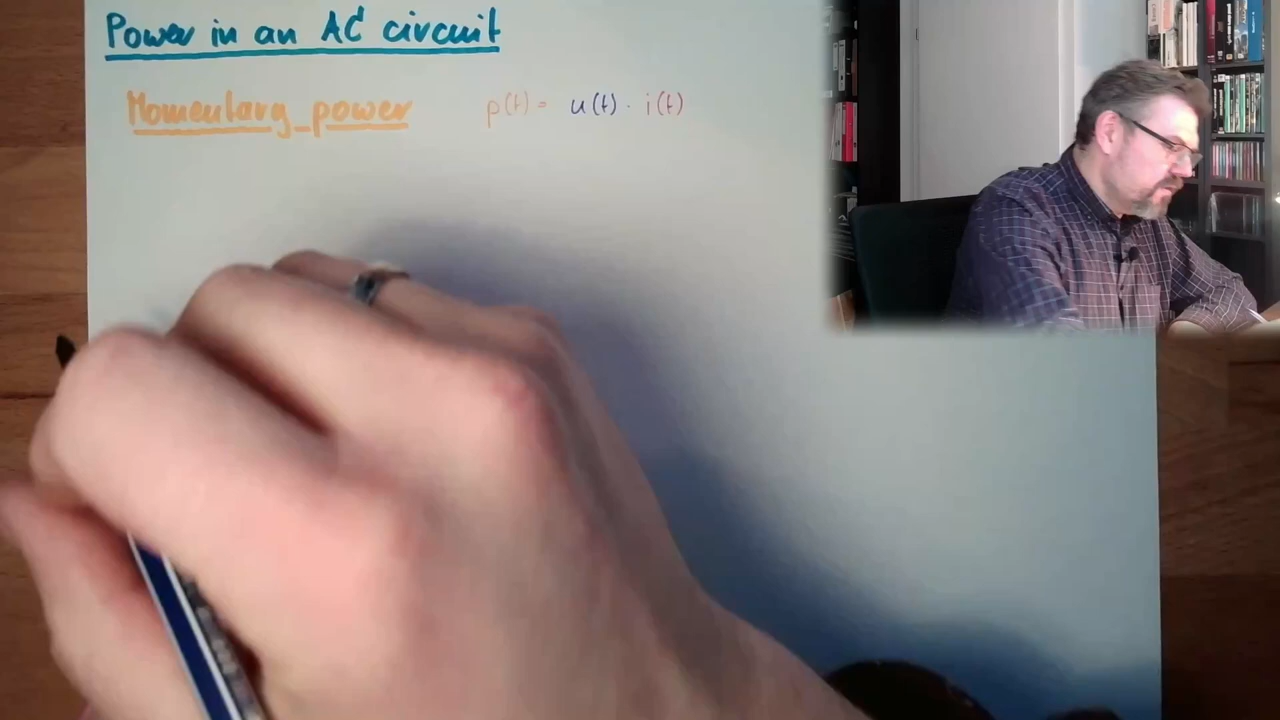 Power in an AC circuit
Momentary power p(t) = u(t) · i(t)